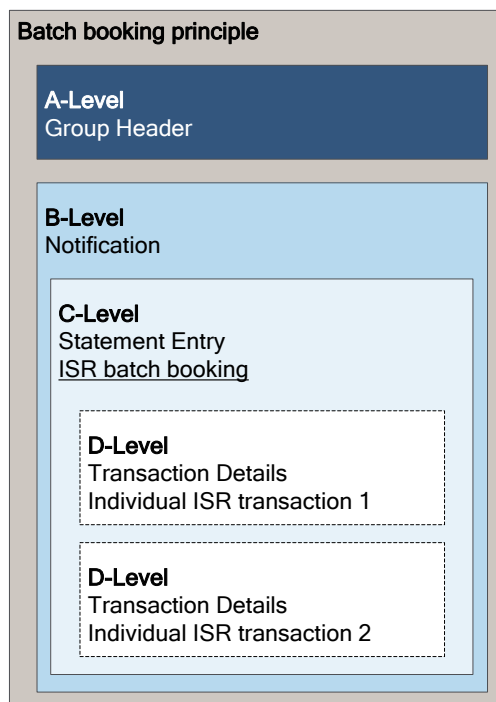 Batch booking principle
A-Level
Group Header
B-Level
Notification
C-Level
Statement Entry
ISR batch booking
D-Level
Transaction Details
Individual ISR transaction 1
D-Level
Transaction Details
Individual ISR transaction 2